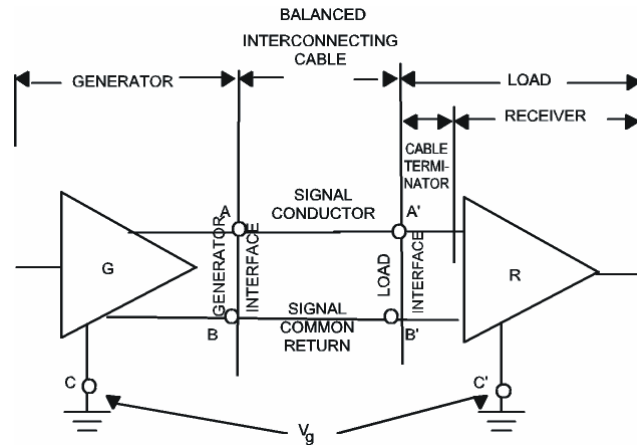 BALANCED
INTERCONNECTING
CABLE
GENERATOR
LOAD
RECEIVER
CABLE
TERMI-
NATOR
A
SIGNAL
CONDUCTOR
A'
GENERATOR
INTERFACE
LOAD
INTERFACE
G
R
B
SIGNAL
COMMON
RETURN
B'
C
C'
Vg